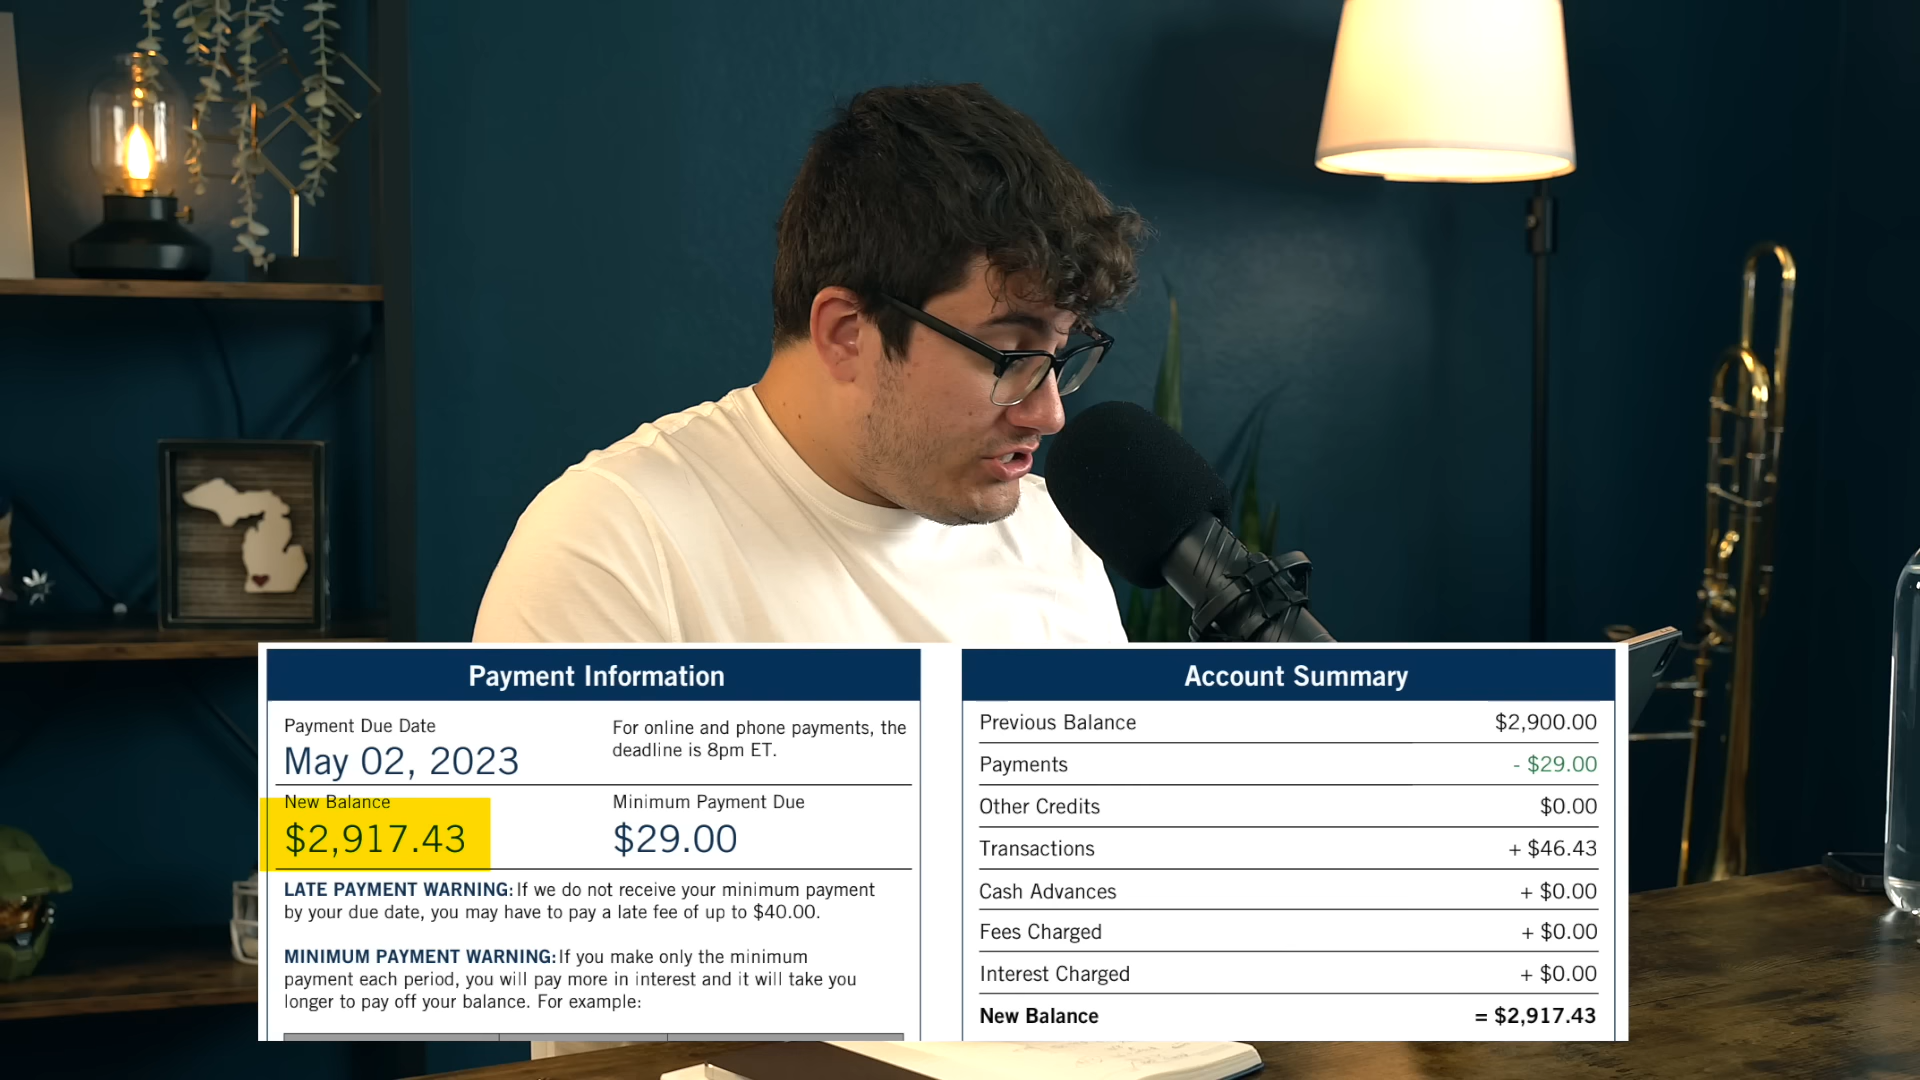 Payment Information
Payment Due Date
May 02, 2023
For online and phone payments, the
deadline is 8pm ET.
New Balance
$2,917.43
Minimum Payment Due
$29.00
LATE PAYMENT WARNING: If we do not receive your minimum payment
by your due date, you may have to pay a late fee of up to $40.00.
MINIMUM PAYMENT WARNING: If you make only the minimum
payment each period, you will pay more in interest and it will take you
longer to pay off your balance. For example:
Account Summary
Previous Balance $2,900.00
Payments - $29.00
Other Credits $0.00
Transactions + $46.43
Cash Advances + $0.00
Fees Charged + $0.00
Interest Charged + $0.00
New Balance = $2,917.43